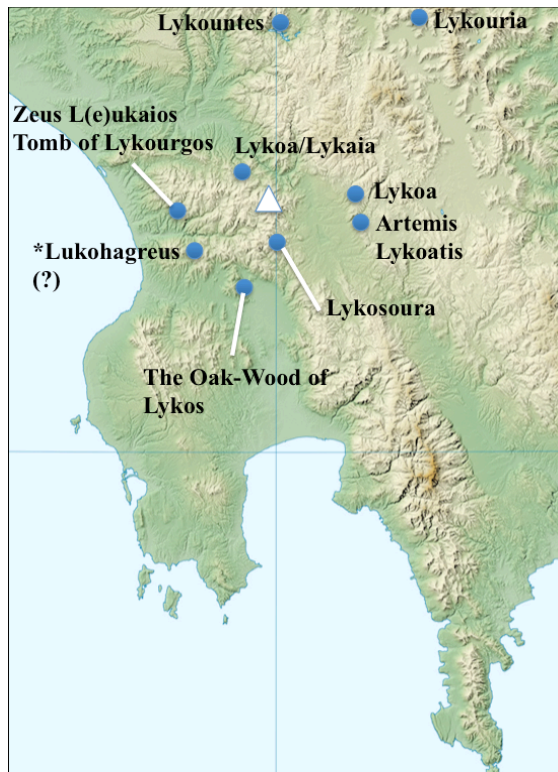 Lykountes
Lykouria
Zeus L(e)ukaios
Tomb of Lykourgos
Lykoa/Lykaia
Lykoa
Artemis
Lykoatis
*Lukohagreus
(?)
Lykosoura
The Oak-Wood of
Lykos